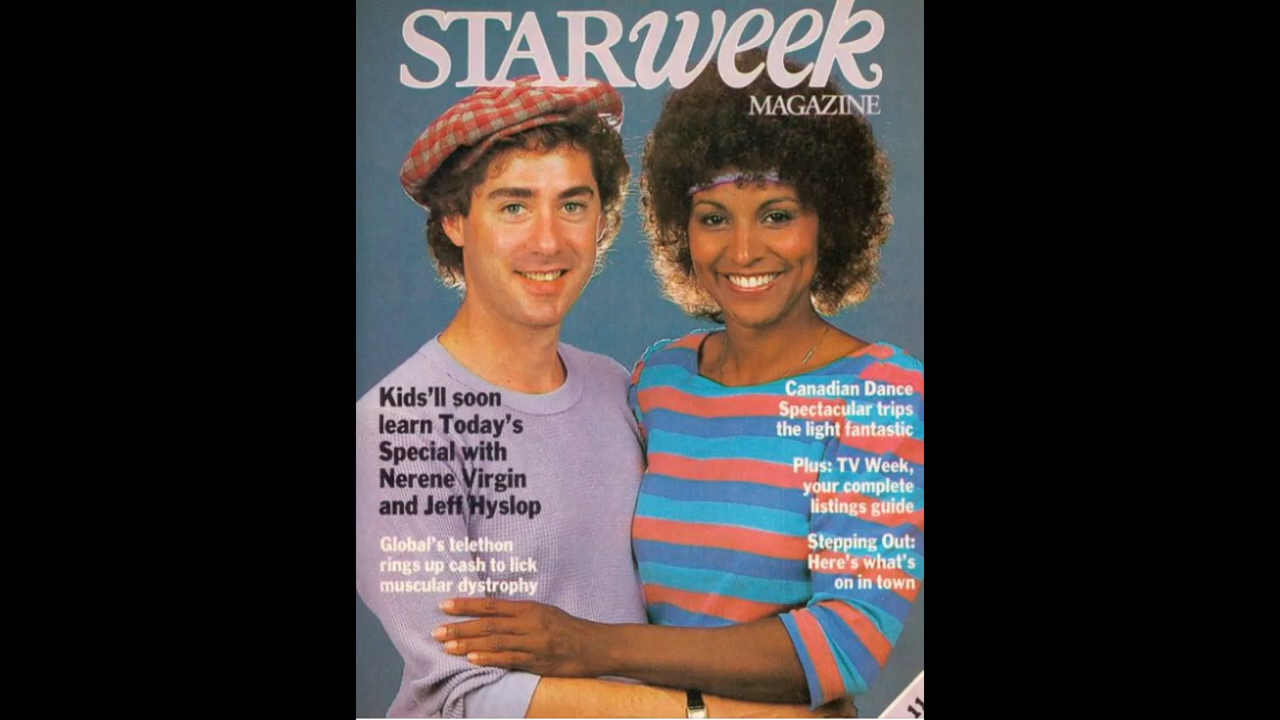 STARweek
MAGAZINE
Kids'll soon
learn Today's
Special with
Nerene Virgin
and Jeff Hyslop
Global's telethon
rings up cash to lick
muscular dystrophy
Canadian Dance
Spectacular trips
the light fantastic
Plus: TV Week,
your complete
listings guide
Stepping Out:
Here's what's
on in town